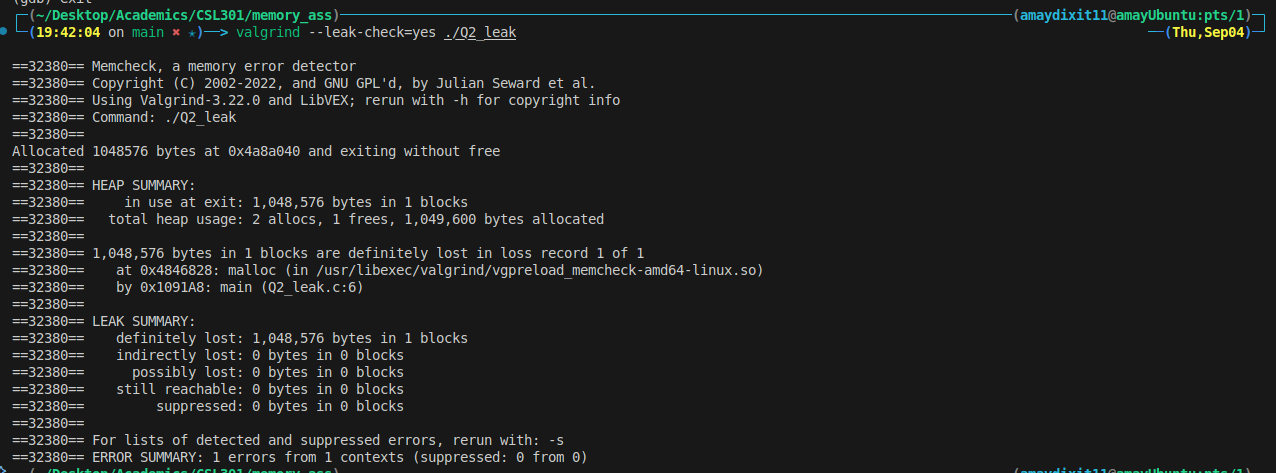 (gdb) exit
(~/Desktop/Academics/CSL301/memory_ass) (amaydixit11@amayUbuntu:pts/1)
(19:42:04 on main ✖ ★)──> valgrind --leak-check=yes ./Q2_leak (Thu,Sep04)
==32380== Memcheck, a memory error detector
==32380== Copyright (C) 2002-2022, and GNU GPL'd, by Julian Seward et al.
==32380== Using Valgrind-3.22.0 and LibVEX; rerun with -h for copyright info
==32380== Command: ./Q2_leak
==32380==
Allocated 1048576 bytes at 0x4a8a040 and exiting without free
==32380==
==32380== HEAP SUMMARY:
==32380==     in use at exit: 1,048,576 bytes in 1 blocks
==32380==   total heap usage: 2 allocs, 1 frees, 1,049,600 bytes allocated
==32380==
==32380== 1,048,576 bytes in 1 blocks are definitely lost in loss record 1 of 1
==32380==    at 0x4846828: malloc (in /usr/libexec/valgrind/vgpreload_memcheck-amd64-linux.so)
==32380==    by 0x1091A8: main (Q2_leak.c:6)
==32380==
==32380== LEAK SUMMARY:
==32380==    definitely lost: 1,048,576 bytes in 1 blocks
==32380==    indirectly lost: 0 bytes in 0 blocks
==32380==      possibly lost: 0 bytes in 0 blocks
==32380==    still reachable: 0 bytes in 0 blocks
==32380==         suppressed: 0 bytes in 0 blocks
==32380==
==32380== For lists of detected and suppressed errors, rerun with: -s
==32380== ERROR SUMMARY: 1 errors from 1 contexts (suppressed: 0 from 0)
(~/Desktop/Academics/CSL301/memory_ass) (amaydixit11@amayUbuntu:pts/1)